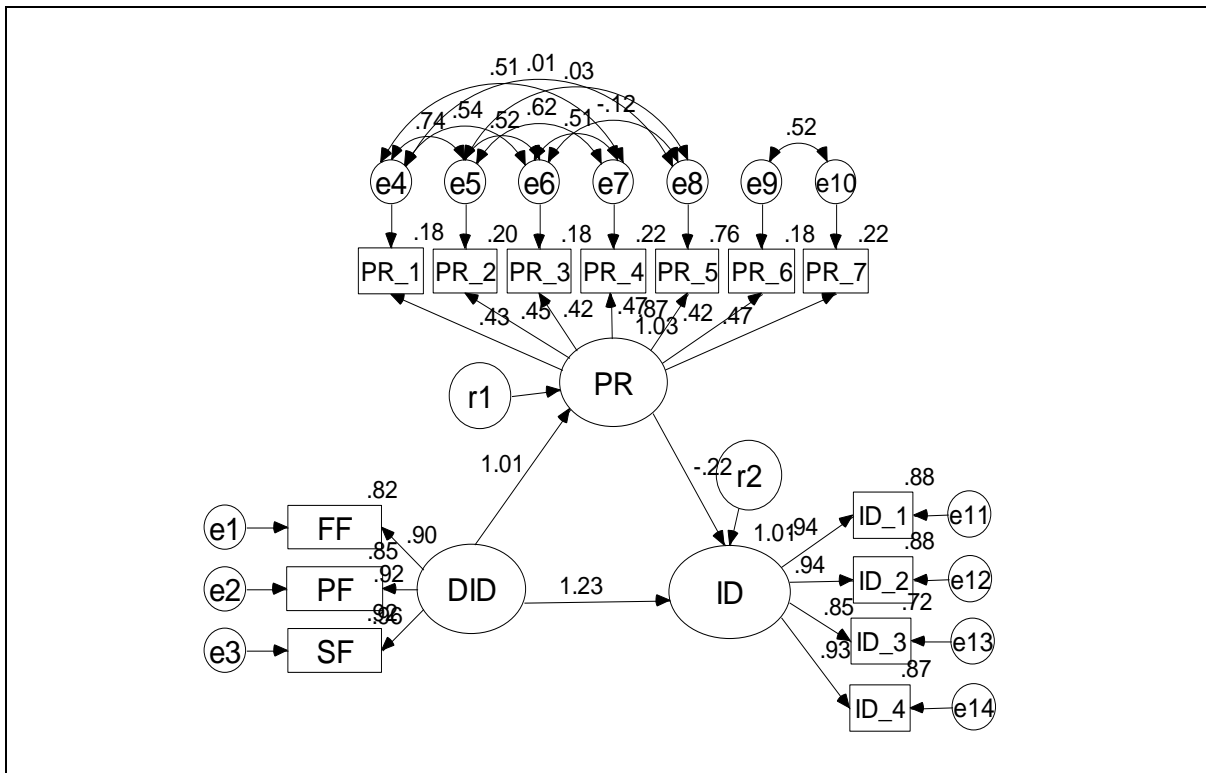 .51 .01 .03
.74 .54 .52 .62 .51 -.12 .52
e4 e5 e6 e7 e8 e9 e10
.18 .20 .18 .22 .76 .18 .22
PR_1 PR_2 PR_3 PR_4 PR_5 PR_6 PR_7
.43 .45 .42 .47 .87 .42 .47
1.03
PR
r1
1.01
-.22
r2
.82
e1 FF .90
.85
e2 PF .92
.92 .96
e3 SF
DID
1.23
ID
1.01 .94
.88
ID_1 e11
.94
.88
ID_2 e12
.85 .72
ID_3 e13
.93 .87
ID_4 e14